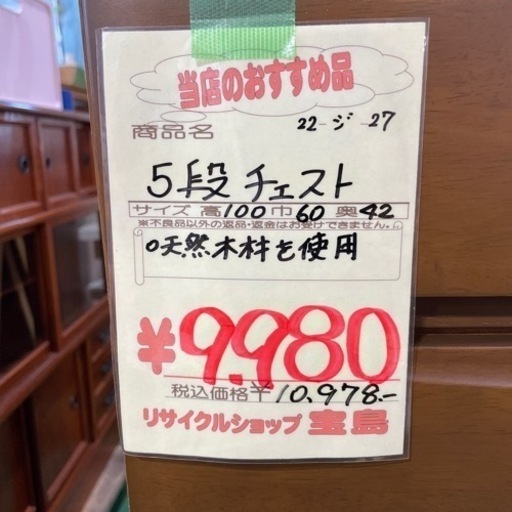 当店のおすすめ品
商品名 22-ジ-27
5段チェスト
サイズ 高100 巾60 奥42
※不良品以外の返品・返金はお受けできません。
○天然木材を使用
¥9,980
税込価格¥10,978.-
リサイクルショップ 宝島